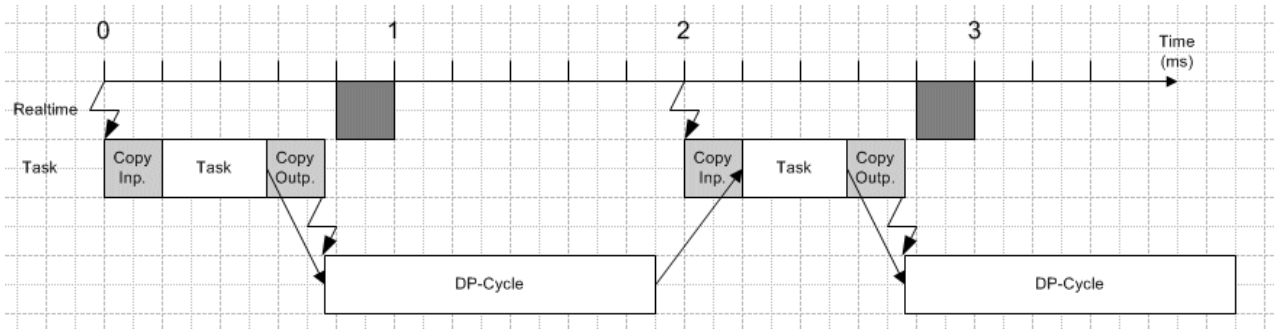 0 1 2 3
Time
(ms)
Realtime
Task
Copy
Inp.
Task
Copy
Outp.
Copy
Inp.
Task
Copy
Outp.
DP-Cycle
DP-Cycle